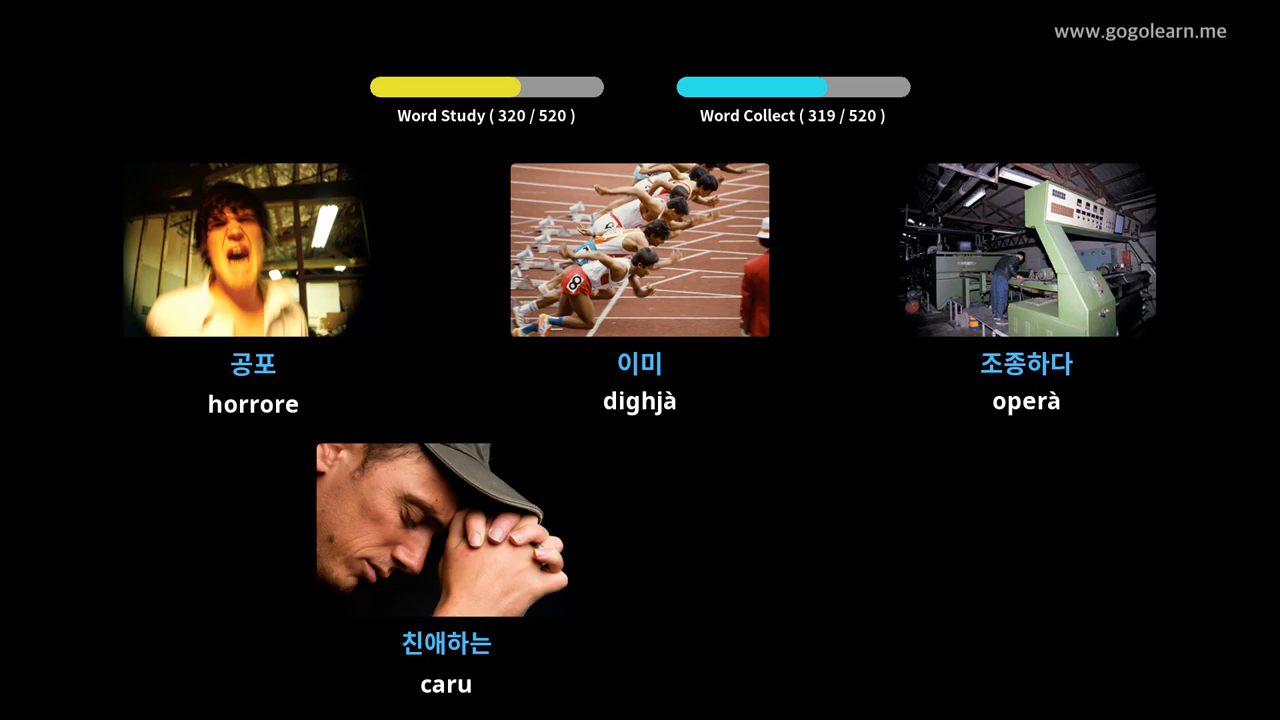 www.gogolearn.me
Word Study ( 320 / 520 )
Word Collect ( 319 / 520 )
공포
horrore
이미
dighjà
조종하다
operà
8
친애하는
caru